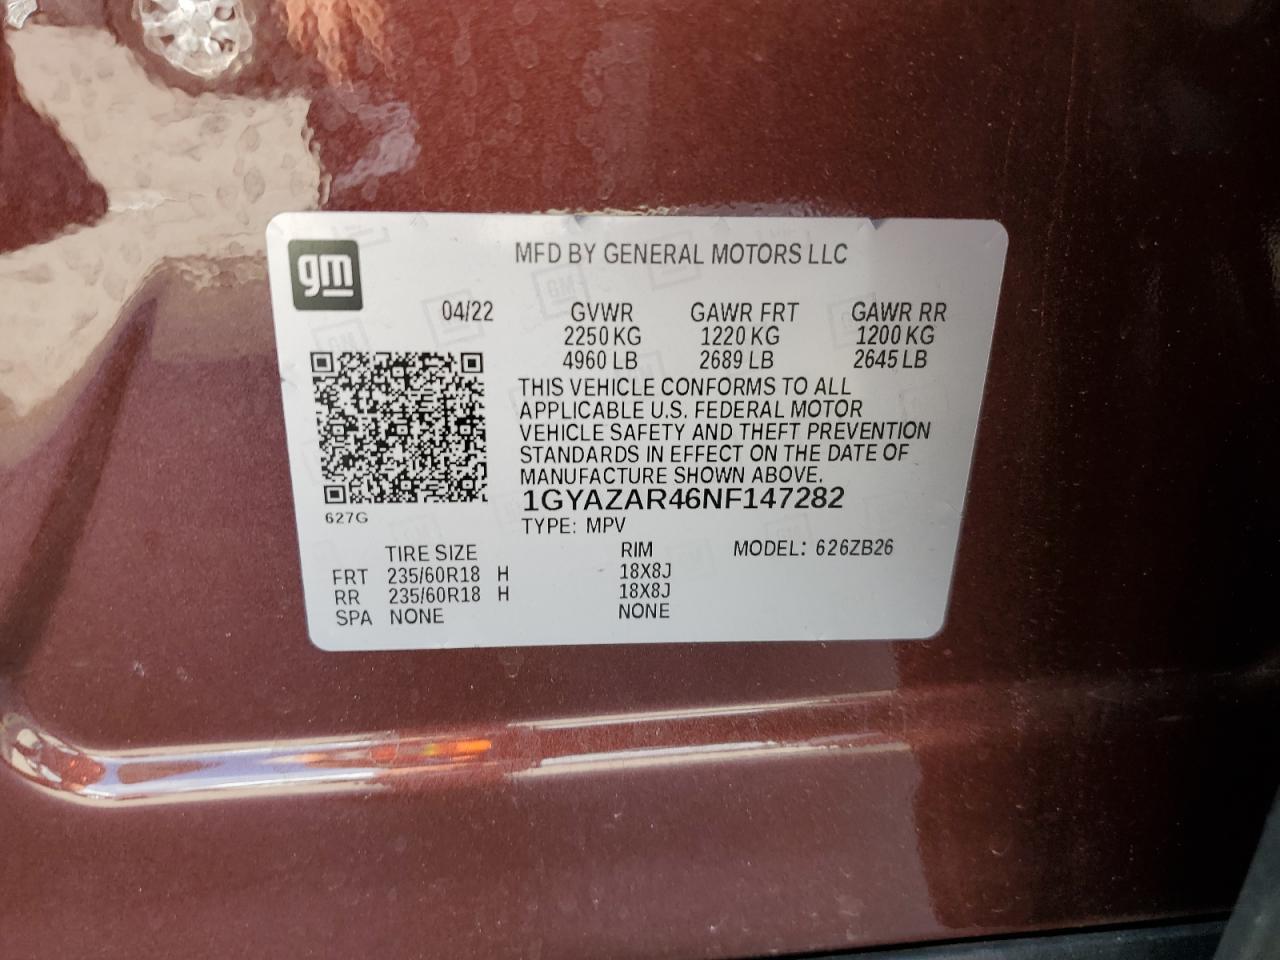 gm
MFD BY GENERAL MOTORS LLC
04/22 GVWR GAWR FRT GAWR RR
2250 KG 1220 KG 1200 KG
4960 LB 2689 LB 2645 LB
THIS VEHICLE CONFORMS TO ALL
APPLICABLE U.S. FEDERAL MOTOR
VEHICLE SAFETY AND THEFT PREVENTION
STANDARDS IN EFFECT ON THE DATE OF
MANUFACTURE SHOWN ABOVE.
1GYAZAR46NF147282
627G
TYPE: MPV
TIRE SIZE RIM MODEL: 626ZB26
FRT 235/60R18 H 18X8J
RR 235/60R18 H 18X8J
SPA NONE NONE